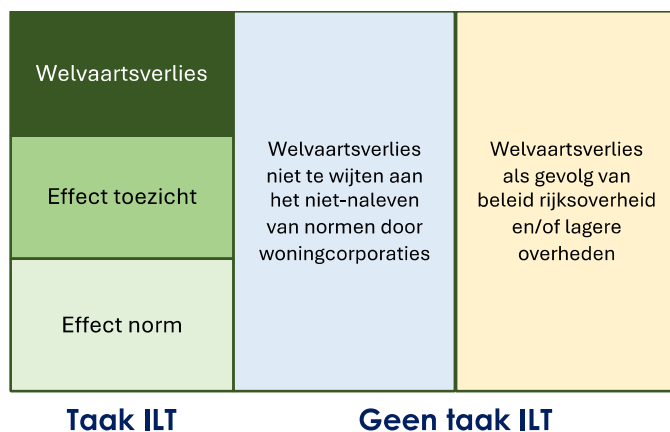 Welvaartsverlies
Effect toezicht
Effect norm
Welvaartsverlies
niet te wijten aan
het niet-naleven
van normen door
woningcorporaties
Welvaartsverlies
als gevolg van
beleid rijksoverheid
en/of lagere
overheden
Taak ILT
Geen taak ILT